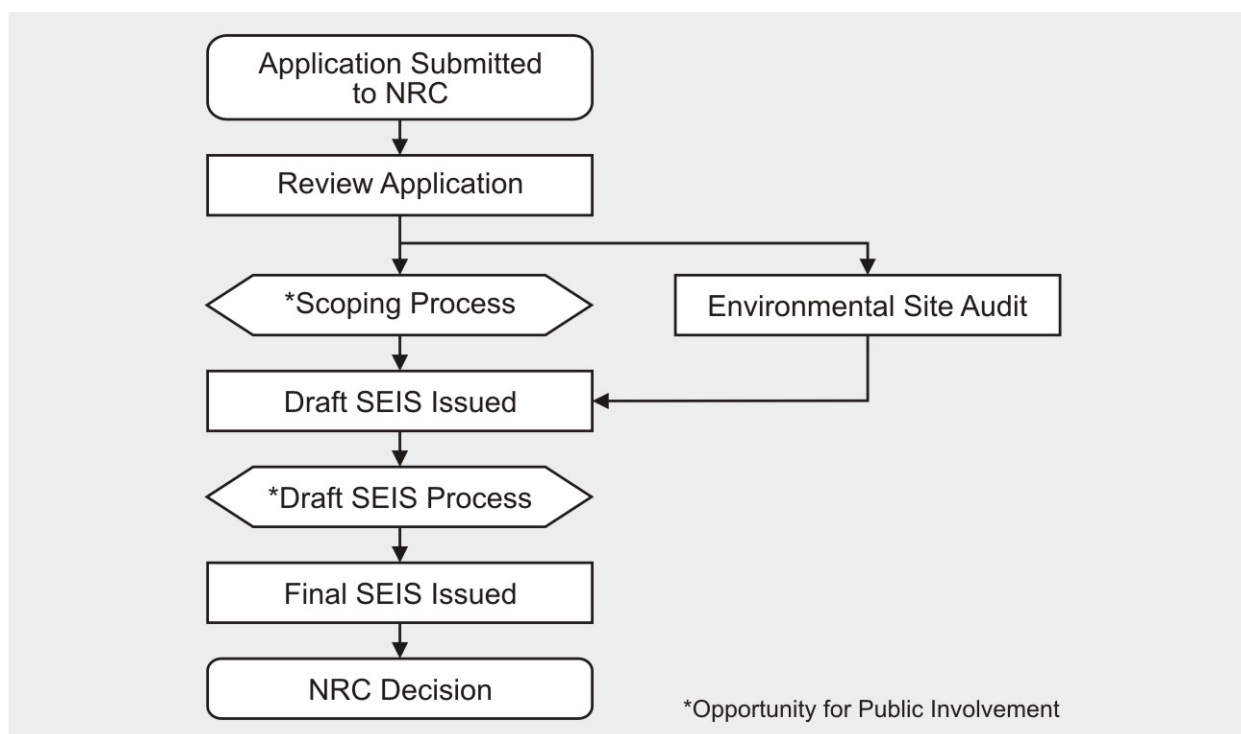 Application Submitted
to NRC
Review Application
*Scoping Process
Environmental Site Audit
Draft SEIS Issued
*Draft SEIS Process
Final SEIS Issued
NRC Decision
*Opportunity for Public Involvement